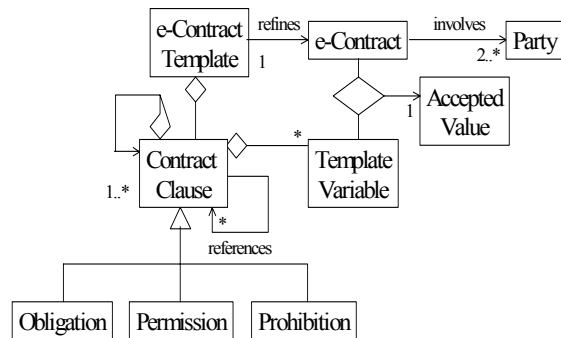 refines
involves
e-Contract
Template
1
e-Contract
2..*
Party
Accepted
Value
1
Contract
Clause
1..*
*
Template
Variable
*
references
Obligation
Permission
Prohibition